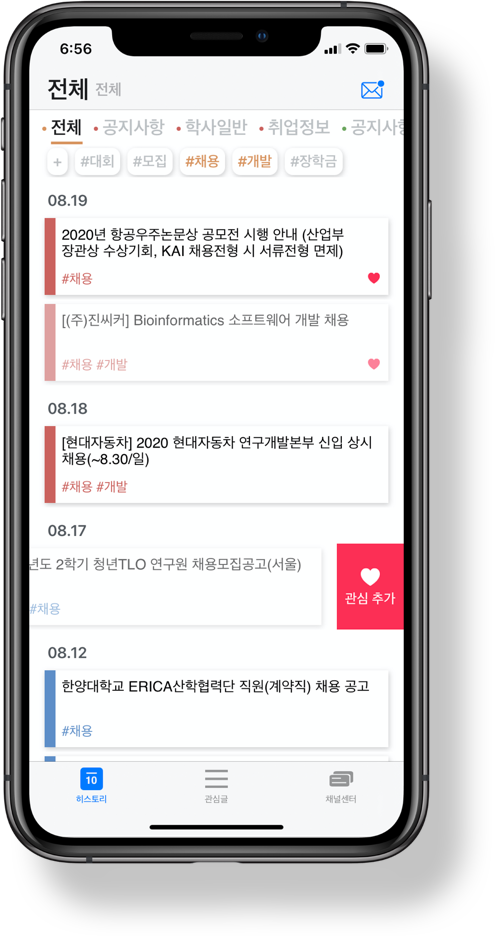 6:56
전체 전체
전체 공지사항 학사일반 취업정보 공지사항
+ #대회 #모집 #채용 #개발 #장학금
08.19
2020년 항공우주논문상 공모전 시행 안내 (산업부
장관상 수상기회, KAI 채용전형 시 서류전형 면제)
#채용
[(주)진씨커] Bioinformatics 소프트웨어 개발 채용
#채용 #개발
08.18
[현대자동차] 2020 현대자동차 연구개발본부 신입 상시
채용(~8.30/일)
#채용 #개발
08.17
년도 2학기 청년TLO 연구원 채용모집공고(서울)
#채용
관심 추가
08.12
한양대학교 ERICA산학협력단 직원(계약직) 채용 공고
#채용
10
히스토리 관심글 채널센터